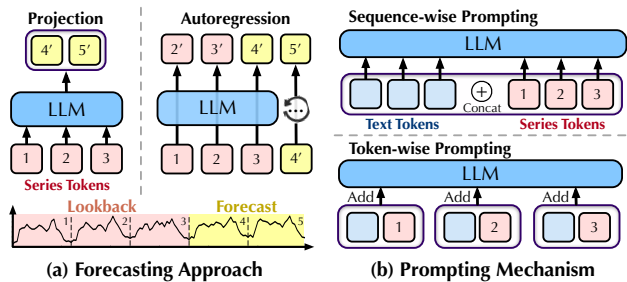 Projection
4′ 5′
LLM
1 2 3
Series Tokens
Autoregression
2′ 3′ 4′ 5′
LLM
...
1 2 3 4′
Lookback
Forecast
1 2 3 4 5
(a) Forecasting Approach
Sequence-wise Prompting
LLM
Concat
1 2 3
Text Tokens
Series Tokens
Token-wise Prompting
LLM
Add Add Add
1 2 3
(b) Prompting Mechanism